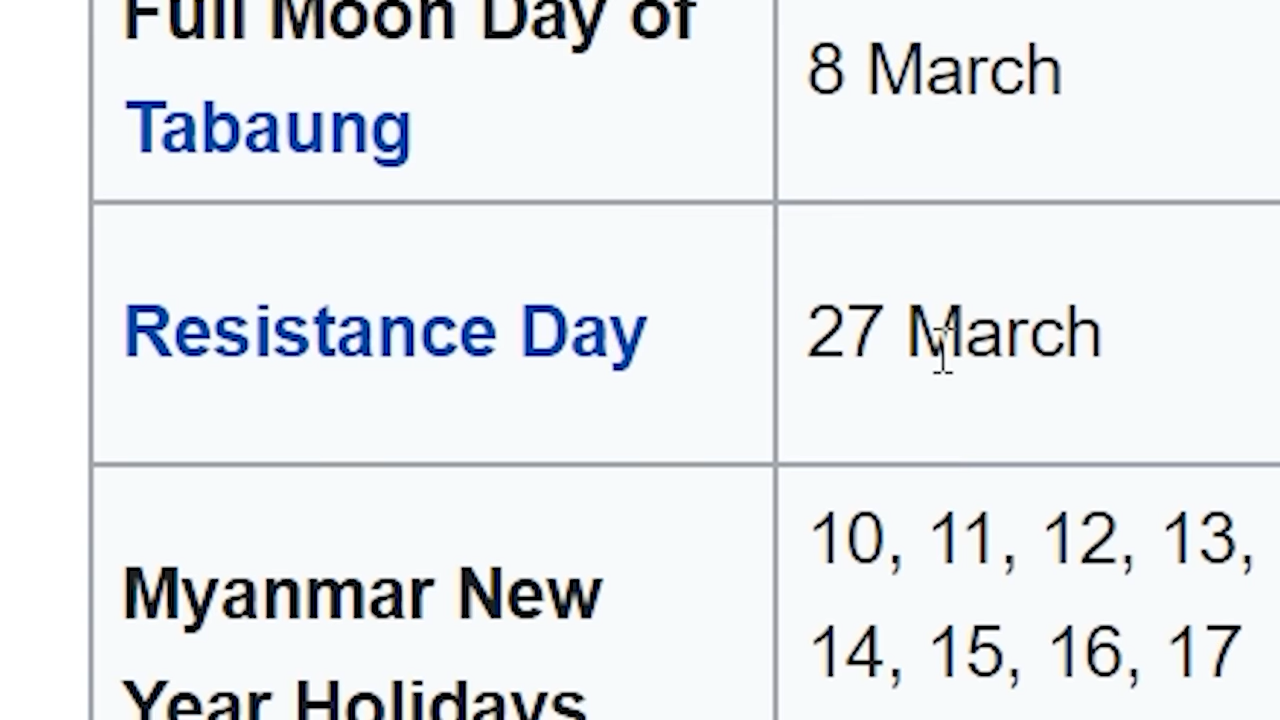 Full Moon Day of
Tabaung
8 March
Resistance Day
27 March
Myanmar New
Year Holidays
10, 11, 12, 13,
14, 15, 16, 17